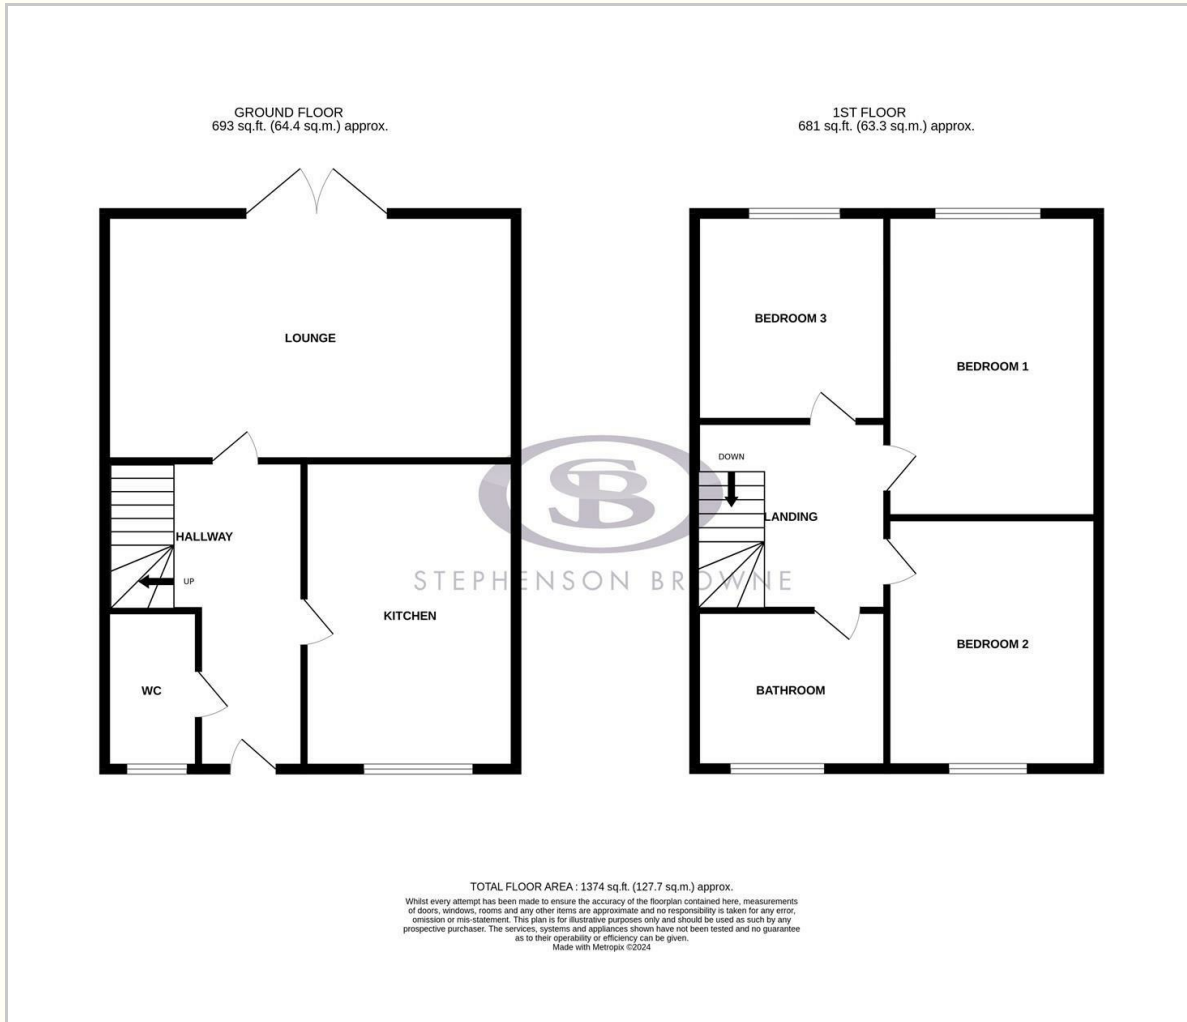 GROUND FLOOR
693 sq.ft. (64.4 sq.m.) approx.
1ST FLOOR
681 sq.ft. (63.3 sq.m.) approx.
LOUNGE
HALLWAY
UP
KITCHEN
WC
BEDROOM 3
BEDROOM 1
DOWN
LANDING
BEDROOM 2
BATHROOM
SB
STEPHENSON BROWNE
TOTAL FLOOR AREA : 1374 sq.ft. (127.7 sq.m.) approx.
Whilst every attempt has been made to ensure the accuracy of the floorplan contained here, measurements
of doors, windows, rooms and any other items are approximate and no responsibility is taken for any error,
omission or mis-statement. This plan is for illustrative purposes only and should be used as such by any
prospective purchaser. The services, systems and appliances shown have not been tested and no guarantee
as to their operability or efficiency can be given.
Made with Metropix ©2024